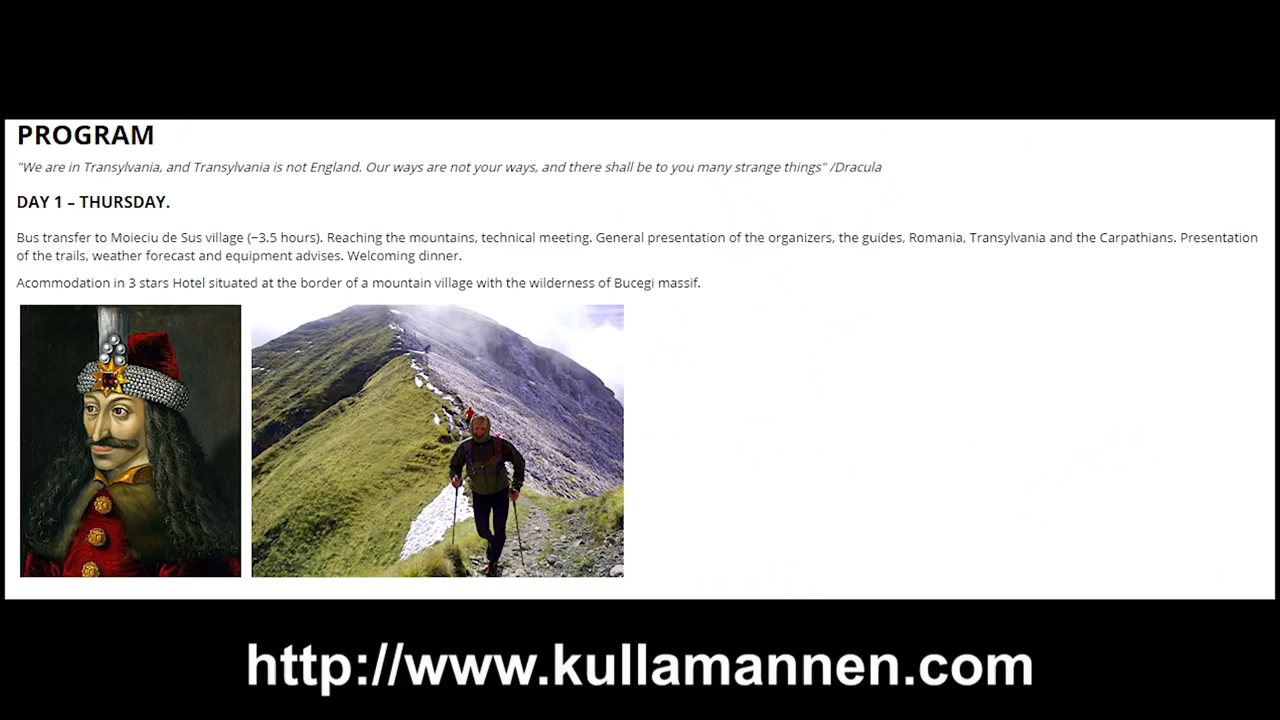 PROGRAM
"We are in Transylvania, and Transylvania is not England. Our ways are not your ways, and there shall be to you many strange things" /Dracula
DAY 1 – THURSDAY.
Bus transfer to Moieciu de Sus village (~3.5 hours). Reaching the mountains, technical meeting. General presentation of the organizers, the guides, Romania, Transylvania and the Carpathians. Presentation
of the trails, weather forecast and equipment advises. Welcoming dinner.
Acommodation in 3 stars Hotel situated at the border of a mountain village with the wilderness of Bucegi massif.
http://www.kullamannen.com